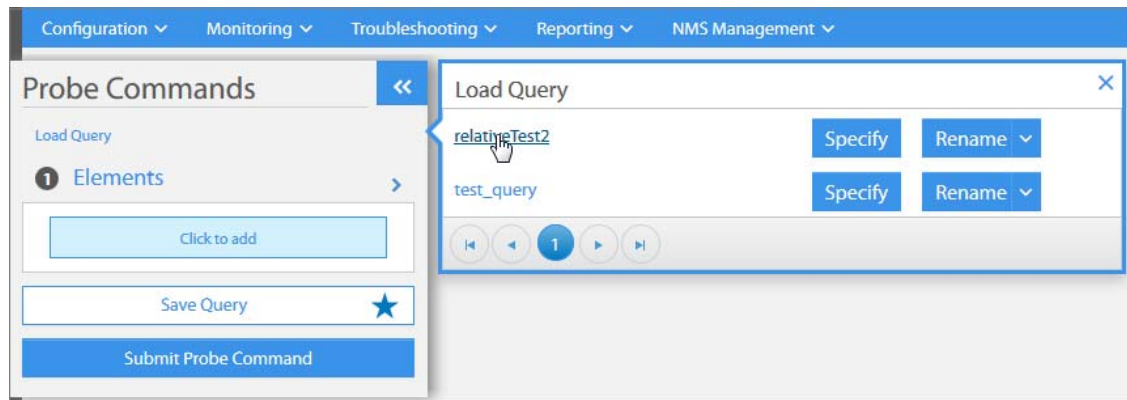 Configuration Monitoring Troubleshooting Reporting NMS Management
Probe Commands
Load Query
1 Elements
Click to add
Save Query
Submit Probe Command
Load Query
relativeTest2 Specify Rename
test_query Specify Rename
1